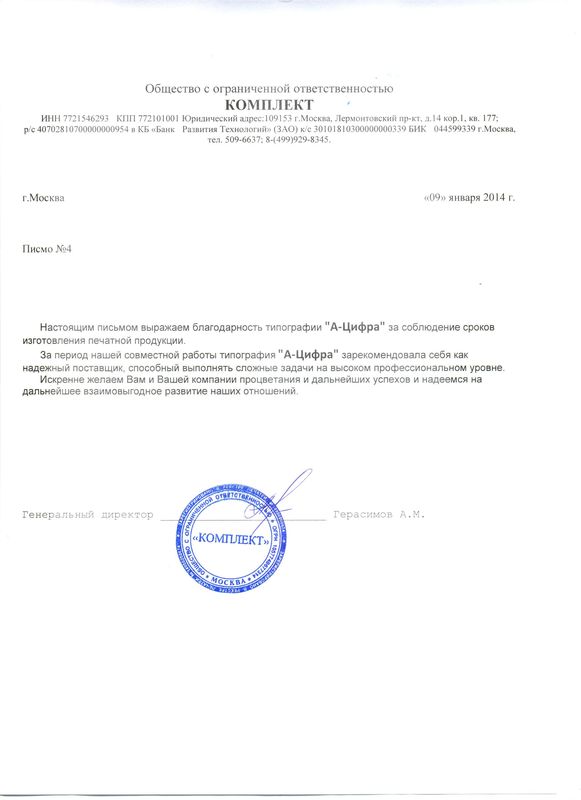 Общество с ограниченной ответственностью
КОМПЛЕКТ
ИНН 7721546293 КПП 772101001 Юридический адрес:109153 г.Москва, Лермонтовский пр-кт, д.14 кор.1, кв. 177;
р/с 40702810700000000954 в КБ «Банк Развития Технологий» (ЗАО) к/с 30101810300000000339 БИК 044599339 г.Москва,
тел. 509-6637; 8-(499)929-8345.
г.Москва «09» января 2014 г.
Писмо №4
Настоящим письмом выражаем благодарность типографии "А-Цифра" за соблюдение сроков
изготовления печатной продукции.
За период нашей совместной работы типография "А-Цифра" зарекомендовала себя как
надежный поставщик, способный выполнять сложные задачи на высоком профессиональном уровне.
Искренне желаем Вам и Вашей компании процветания и дальнейших успехов и надеемся на
дальнейшее взаимовыгодное развитие наших отношений.
Генеральный директор Герасимов А.М.
ОБЩЕСТВО С ОГРАНИЧЕННОЙ ОТВЕТСТВЕННОСТЬЮ
«КОМПЛЕКТ»
МОСКВА